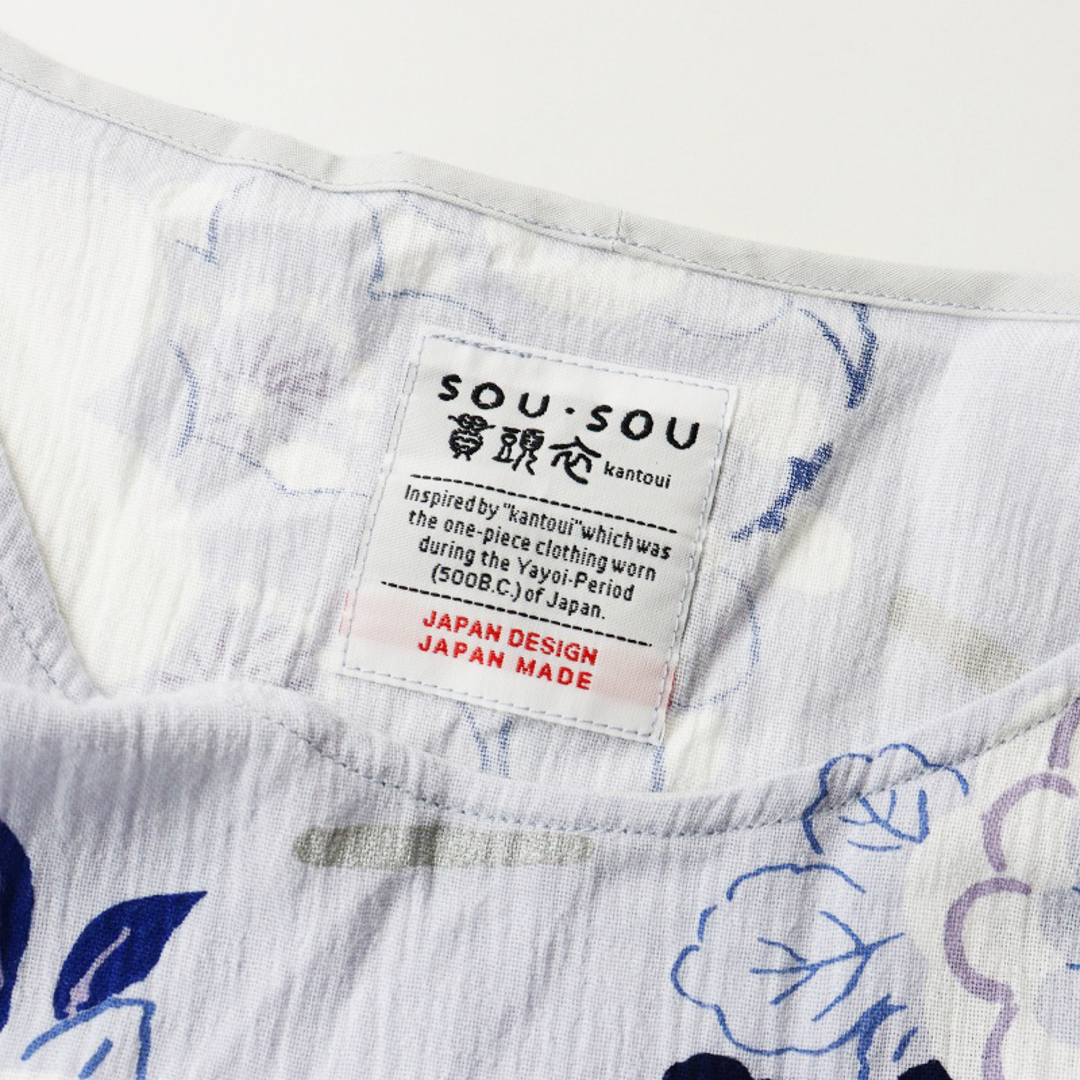 SOU・SOU
貫頭衣 kantoui
Inspired by "kantoui" which was
the one-piece clothing worn
during the Yayoi-Period
(500B.C.) of Japan.
JAPAN DESIGN
JAPAN MADE